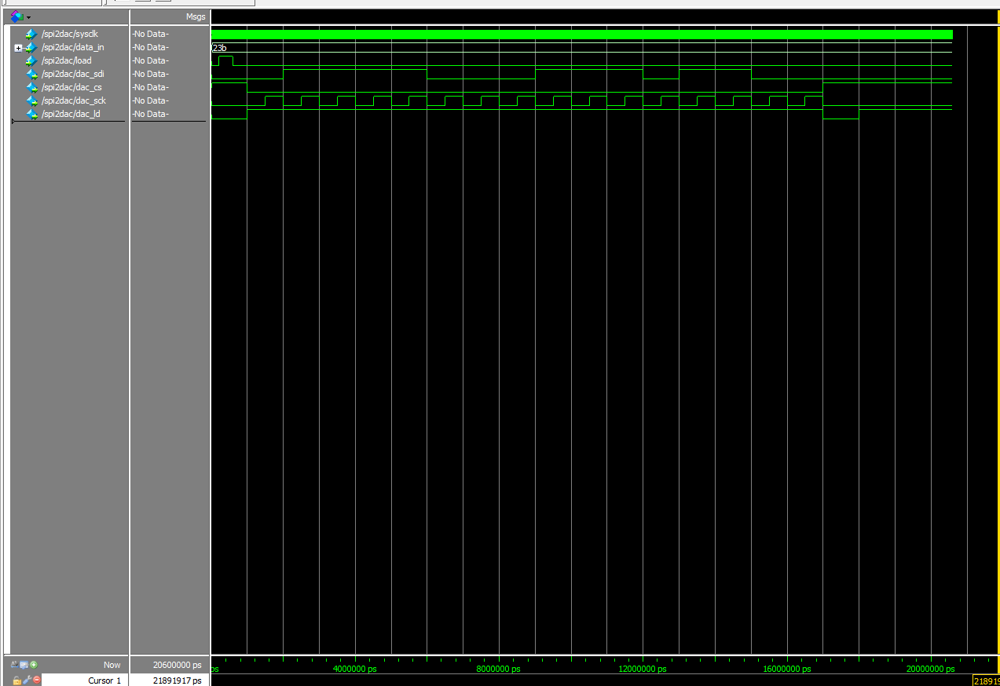 Msgs
/spi2dac/sysclk -No Data-
/spi2dac/data_in -No Data- 23b
/spi2dac/load -No Data-
/spi2dac/dac_sdi -No Data-
/spi2dac/dac_cs -No Data-
/spi2dac/dac_sck -No Data-
/spi2dac/dac_ld -No Data-
Now 20600000 ps ps 4000000 ps 8000000 ps 12000000 ps 16000000 ps 20000000 ps
Cursor 1 21891917 ps 218919